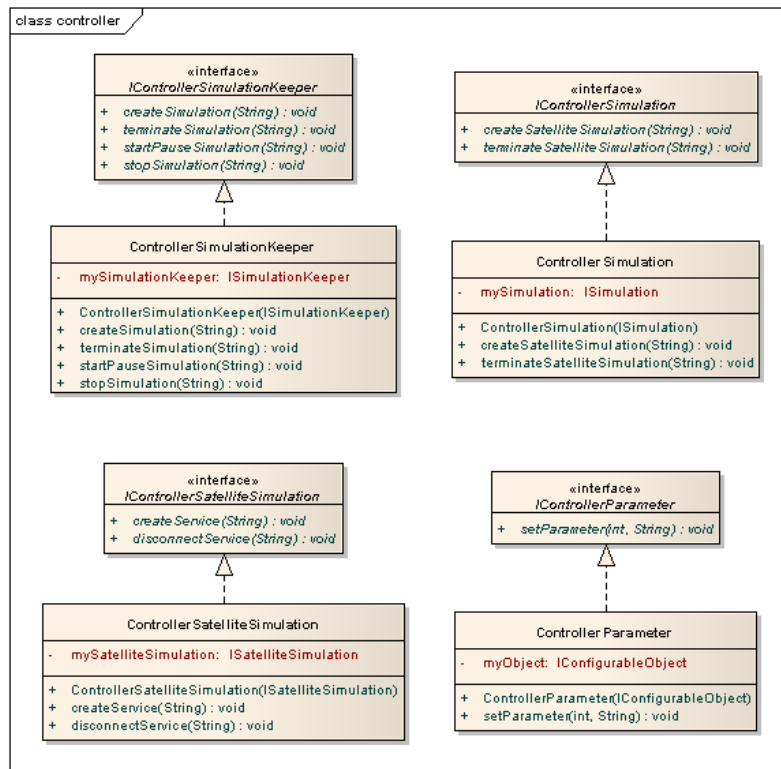 class controller
«interface»
IControllerSimulationKeeper
+ createSimulation(String) : void
+ terminateSimulation(String) : void
+ startPauseSimulation(String) : void
+ stopSimulation(String) : void
«interface»
IControllerSimulation
+ createSatelliteSimulation(String) : void
+ terminateSatelliteSimulation(String) : void
ControllerSimulationKeeper
- mySimulationKeeper: ISimulationKeeper
+ ControllerSimulationKeeper(ISimulationKeeper)
+ createSimulation(String) : void
+ terminateSimulation(String) : void
+ startPauseSimulation(String) : void
+ stopSimulation(String) : void
ControllerSimulation
- mySimulation: ISimulation
+ ControllerSimulation(ISimulation)
+ createSatelliteSimulation(String) : void
+ terminateSatelliteSimulation(String) : void
«interface»
IControllerSatelliteSimulation
+ createService(String) : void
+ disconnectService(String) : void
«interface»
IControllerParameter
+ setParameter(int, String) : void
ControllerSatelliteSimulation
- mySatelliteSimulation: ISatelliteSimulation
+ ControllerSatelliteSimulation(ISatelliteSimulation)
+ createService(String) : void
+ disconnectService(String) : void
ControllerParameter
- myObject: IConfigurableObject
+ ControllerParameter(IConfigurableObject)
+ setParameter(int, String) : void